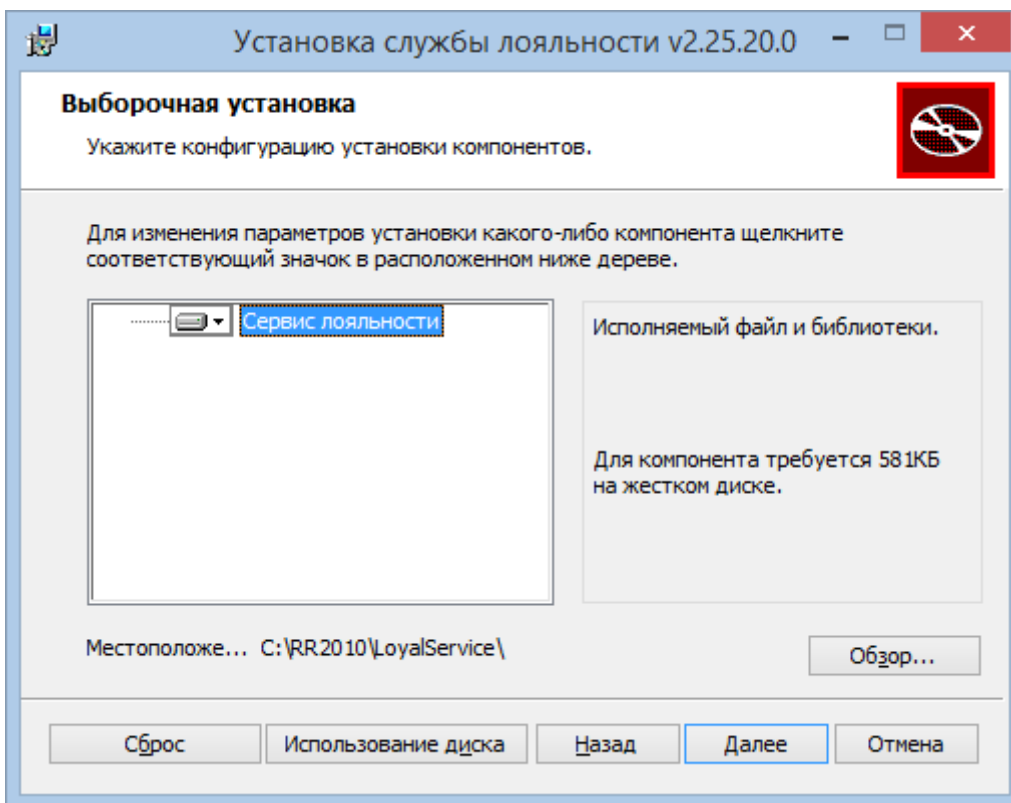 Установка службы лояльности v2.25.20.0
Выборочная установка
Укажите конфигурацию установки компонентов.
Для изменения параметров установки какого-либо компонента щелкните
соответствующий значок в расположенном ниже дереве.
Сервис лояльности
Исполняемый файл и библиотеки.
Для компонента требуется 581КБ
на жестком диске.
Местоположе... C:\RR2010\LoyalService\
Обзор...
Сброс
Использование диска
Назад
Далее
Отмена